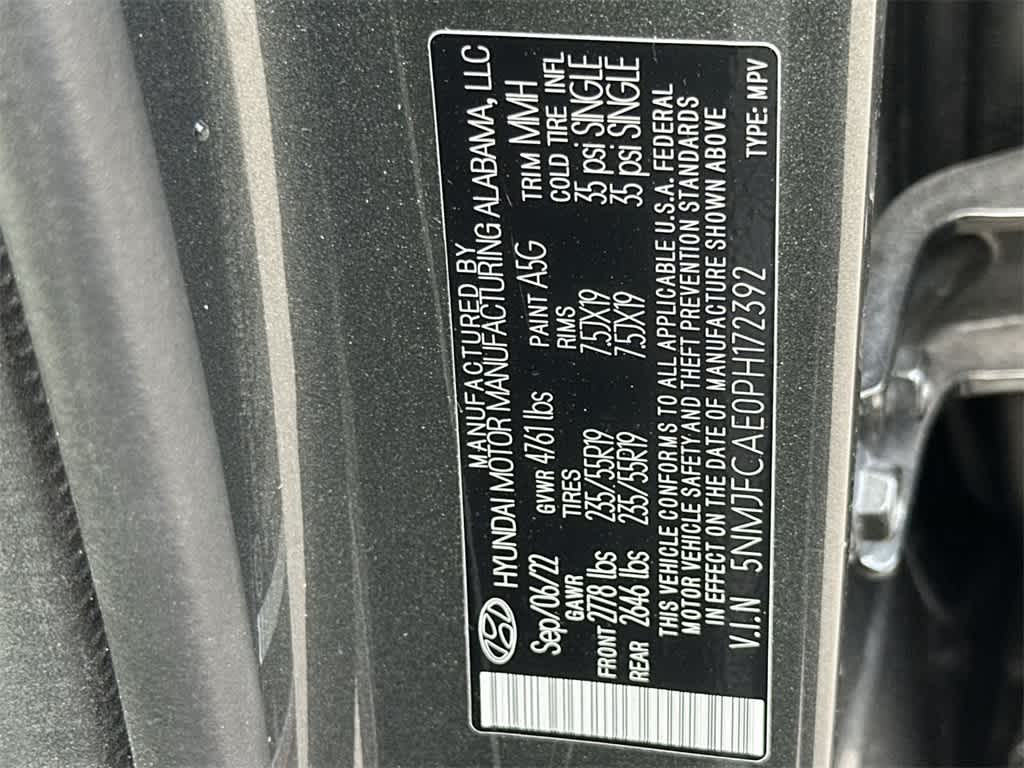 MANUFACTURED BY
HYUNDAI MOTOR MANUFACTURING ALABAMA, LLC
Sep/06/22 GVWR 4761 lbs PAINT A5G TRIM MMH
GAWR TIRES RIMS COLD TIRE INFL
FRONT 2778 lbs 235/55R19 7.5JX19 35 psi SINGLE
REAR 2646 lbs 235/55R19 7.5JX19 35 psi SINGLE
THIS VEHICLE CONFORMS TO ALL APPLICABLE U.S.A. FEDERAL
MOTOR VEHICLE SAFETY AND THEFT PREVENTION STANDARDS
IN EFFECT ON THE DATE OF MANUFACTURE SHOWN ABOVE
V.I.N 5NMJFCAE0PH172392 TYPE: MPV